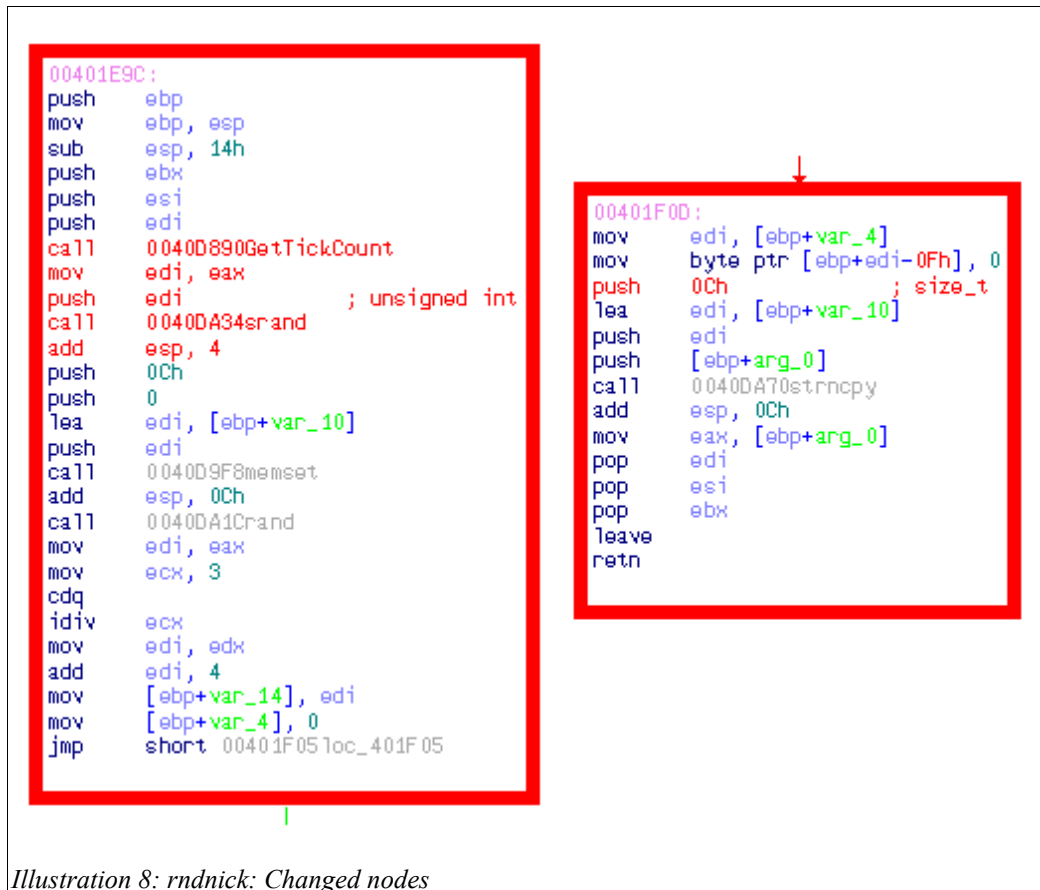 00401E9C:
push ebp
mov ebp, esp
sub esp, 14h
push ebx
push esi
push edi
call 0040D890GetTickCount
mov edi, eax
push edi ; unsigned int
call 0040DA34srand
add esp, 4
push 0Ch
push 0
lea edi, [ebp+var_10]
push edi
call 0040D9F8memset
add esp, 0Ch
call 0040DA1Crand
mov edi, eax
mov ecx, 3
cdq
idiv ecx
mov edi, edx
add edi, 4
mov [ebp+var_14], edi
mov [ebp+var_4], 0
jmp short 00401F05loc_401F05
00401F0D:
mov edi, [ebp+var_4]
mov byte ptr [ebp+edi-0Fh], 0
push 0Ch ; size_t
lea edi, [ebp+var_10]
push edi
push [ebp+arg_0]
call 0040DA70strncpy
add esp, 0Ch
mov eax, [ebp+arg_0]
pop edi
pop esi
pop ebx
leave
retn
Illustration 8: rndnick: Changed nodes